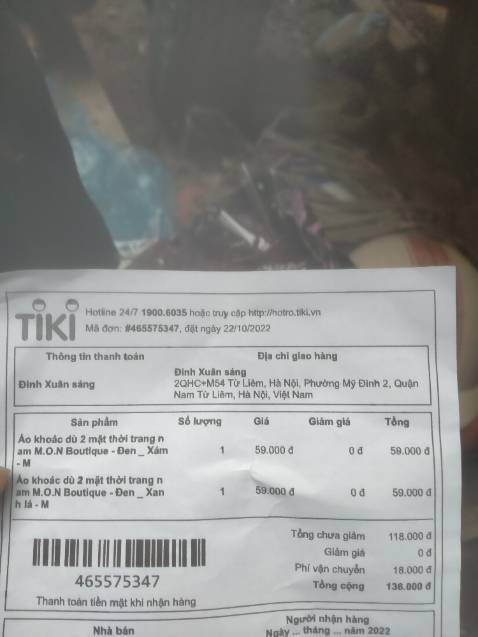 TIKI
Hotline 24/7 1900.6035 hoặc truy cập http://hotro.tiki.vn
Mã đơn: #465575347, đặt ngày 22/10/2022
Thông tin thanh toán Địa chỉ giao hàng
Đinh Xuân sáng Đinh Xuân sáng
2QHC+M54 Từ Liêm, Hà Nội, Phường Mỹ Đình 2, Quận
Nam Từ Liêm, Hà Nội, Việt Nam
Sản phẩm Số lượng Giá Giảm giá Tổng
Áo khoác dù 2 mặt thời trang n
am M.O.N Boutique - Đen _ Xám 1 59.000 đ 0 đ 59.000 đ
- M
Áo khoác dù 2 mặt thời trang n
am M.O.N Boutique - Đen _ Xan 1 59.000 đ 0 đ 59.000 đ
h lá - M
Tổng chưa giảm 118.000 đ
Giảm giá 0 đ
Phí vận chuyển 18.000 đ
Tổng cộng 136.000 đ
465575347
Thanh toán tiền mặt khi nhận hàng
Nhà bán Người nhận hàng
Ngày ... tháng ... năm 2022